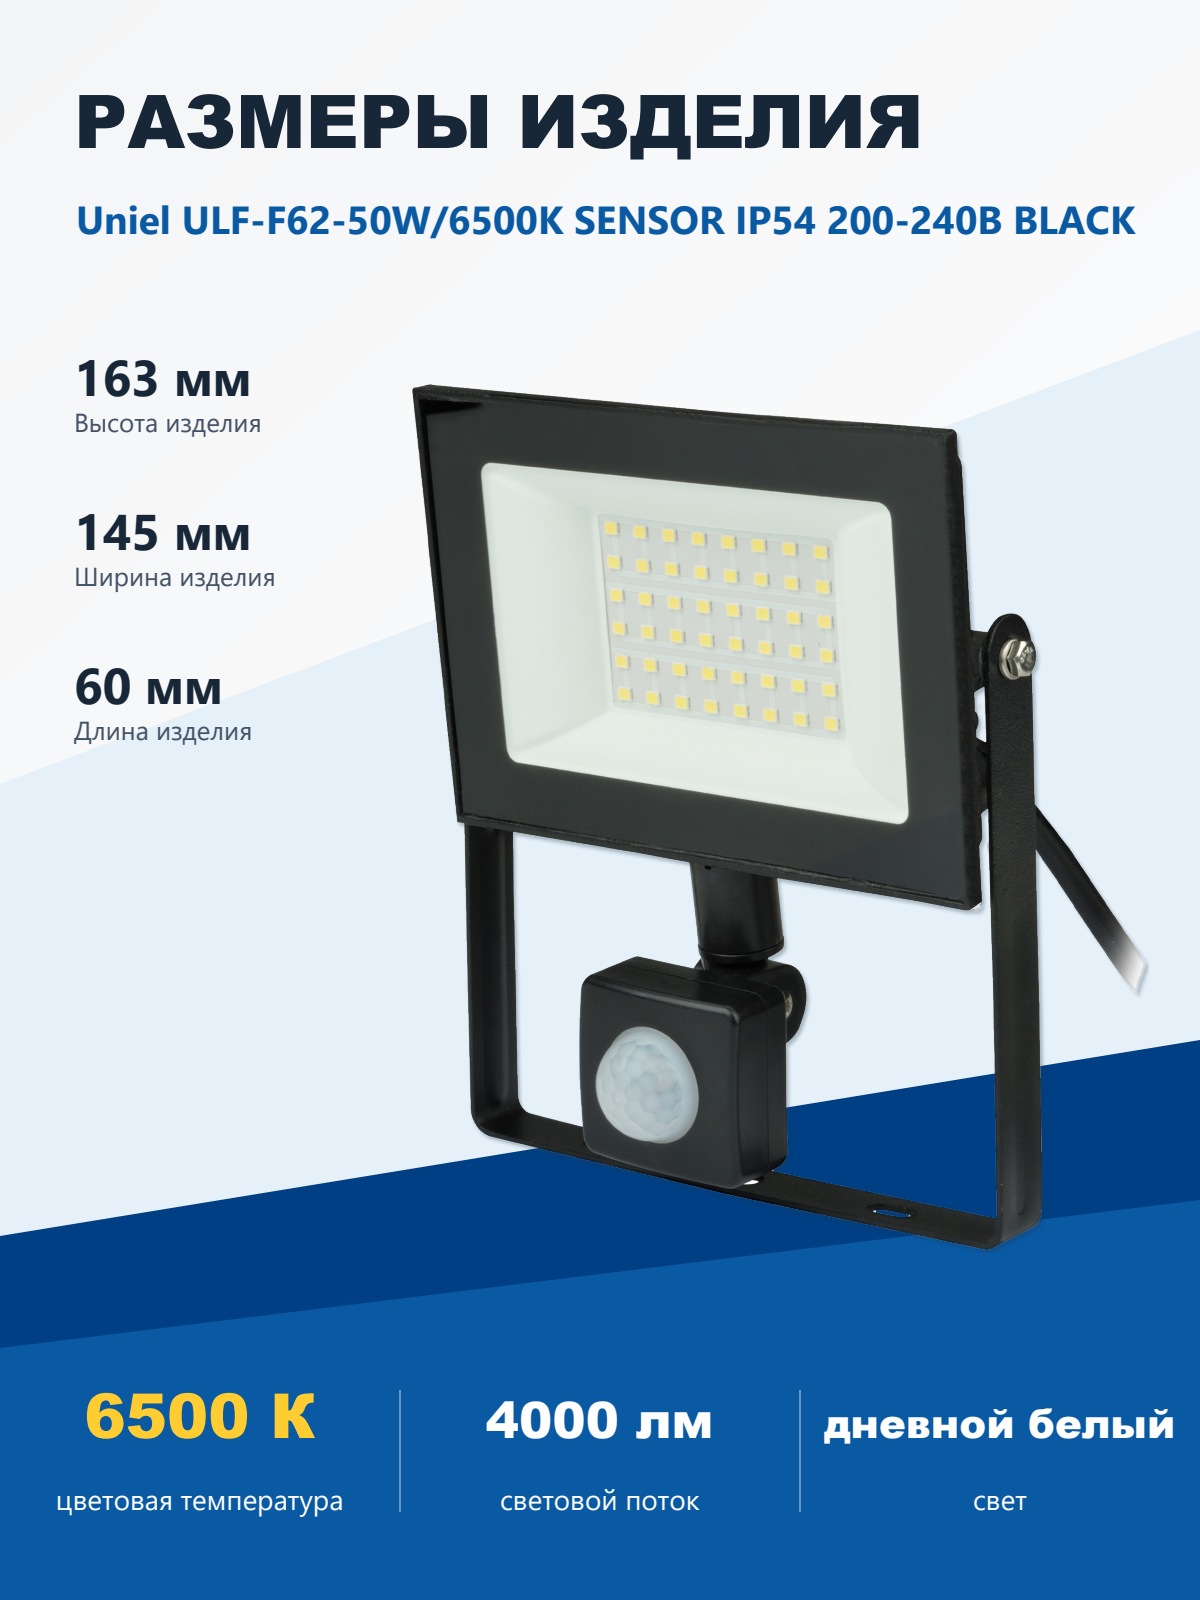 РАЗМЕРЫ ИЗДЕЛИЯ
Uniel ULF-F62-50W/6500K SENSOR IP54 200-240В BLACK
163 мм
Высота изделия
145 мм
Ширина изделия
60 мм
Длина изделия
6500 К
цветовая температура
4000 лм
световой поток
дневной белый
свет